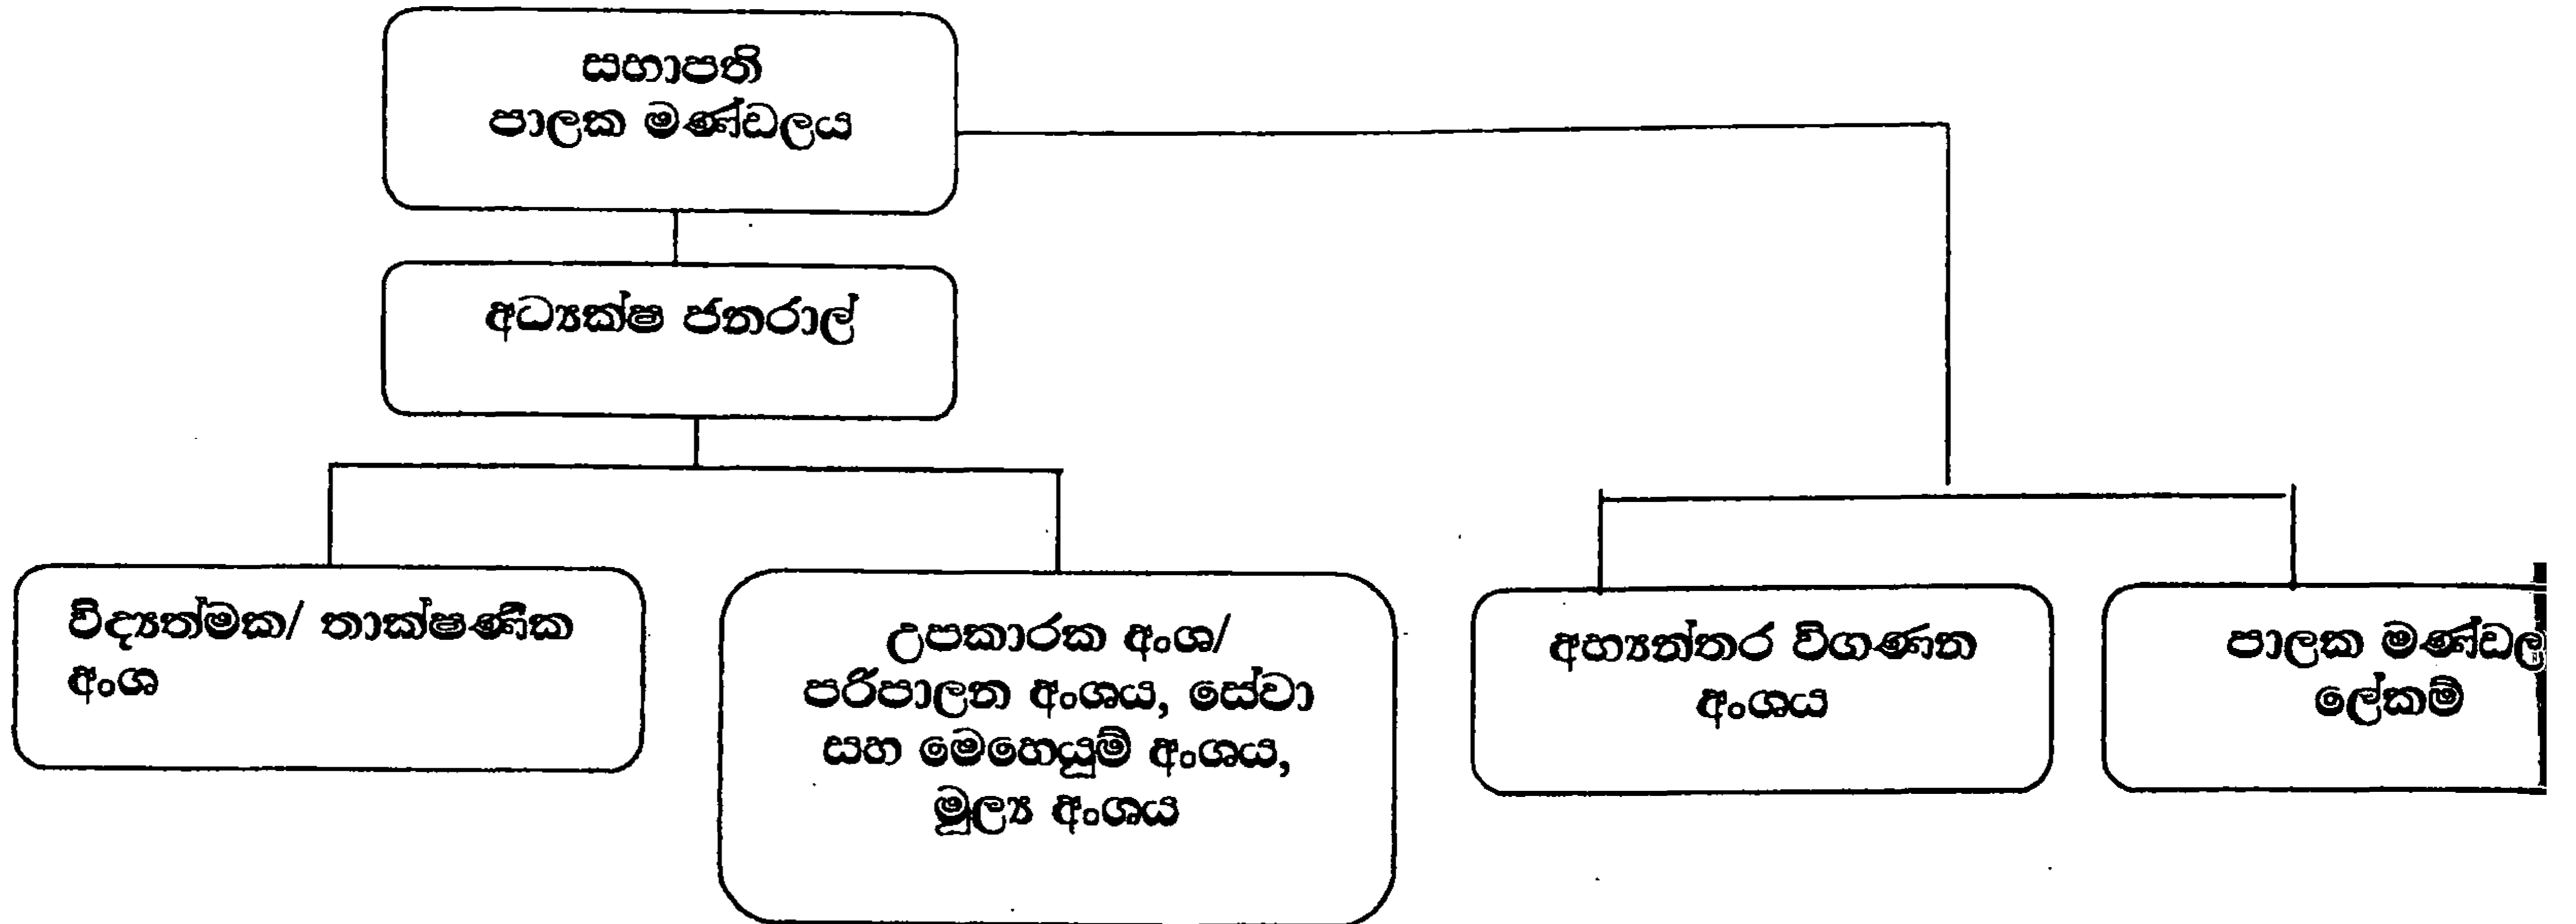 සභාපති
පාලක මණ්ඩලය
අධ්‍යක්ෂ ජනරාල්
විද්‍යත්මක/ තාක්ෂණික
අංශ
උපකාරක අංශ/
පරිපාලන අංශය, සේවා
සහ මෙහෙයුම් අංශය,
මූල්‍ය අංශය
අභ්‍යන්තර විගණන
අංශය
පාලක මණ්ඩල
ලේකම්